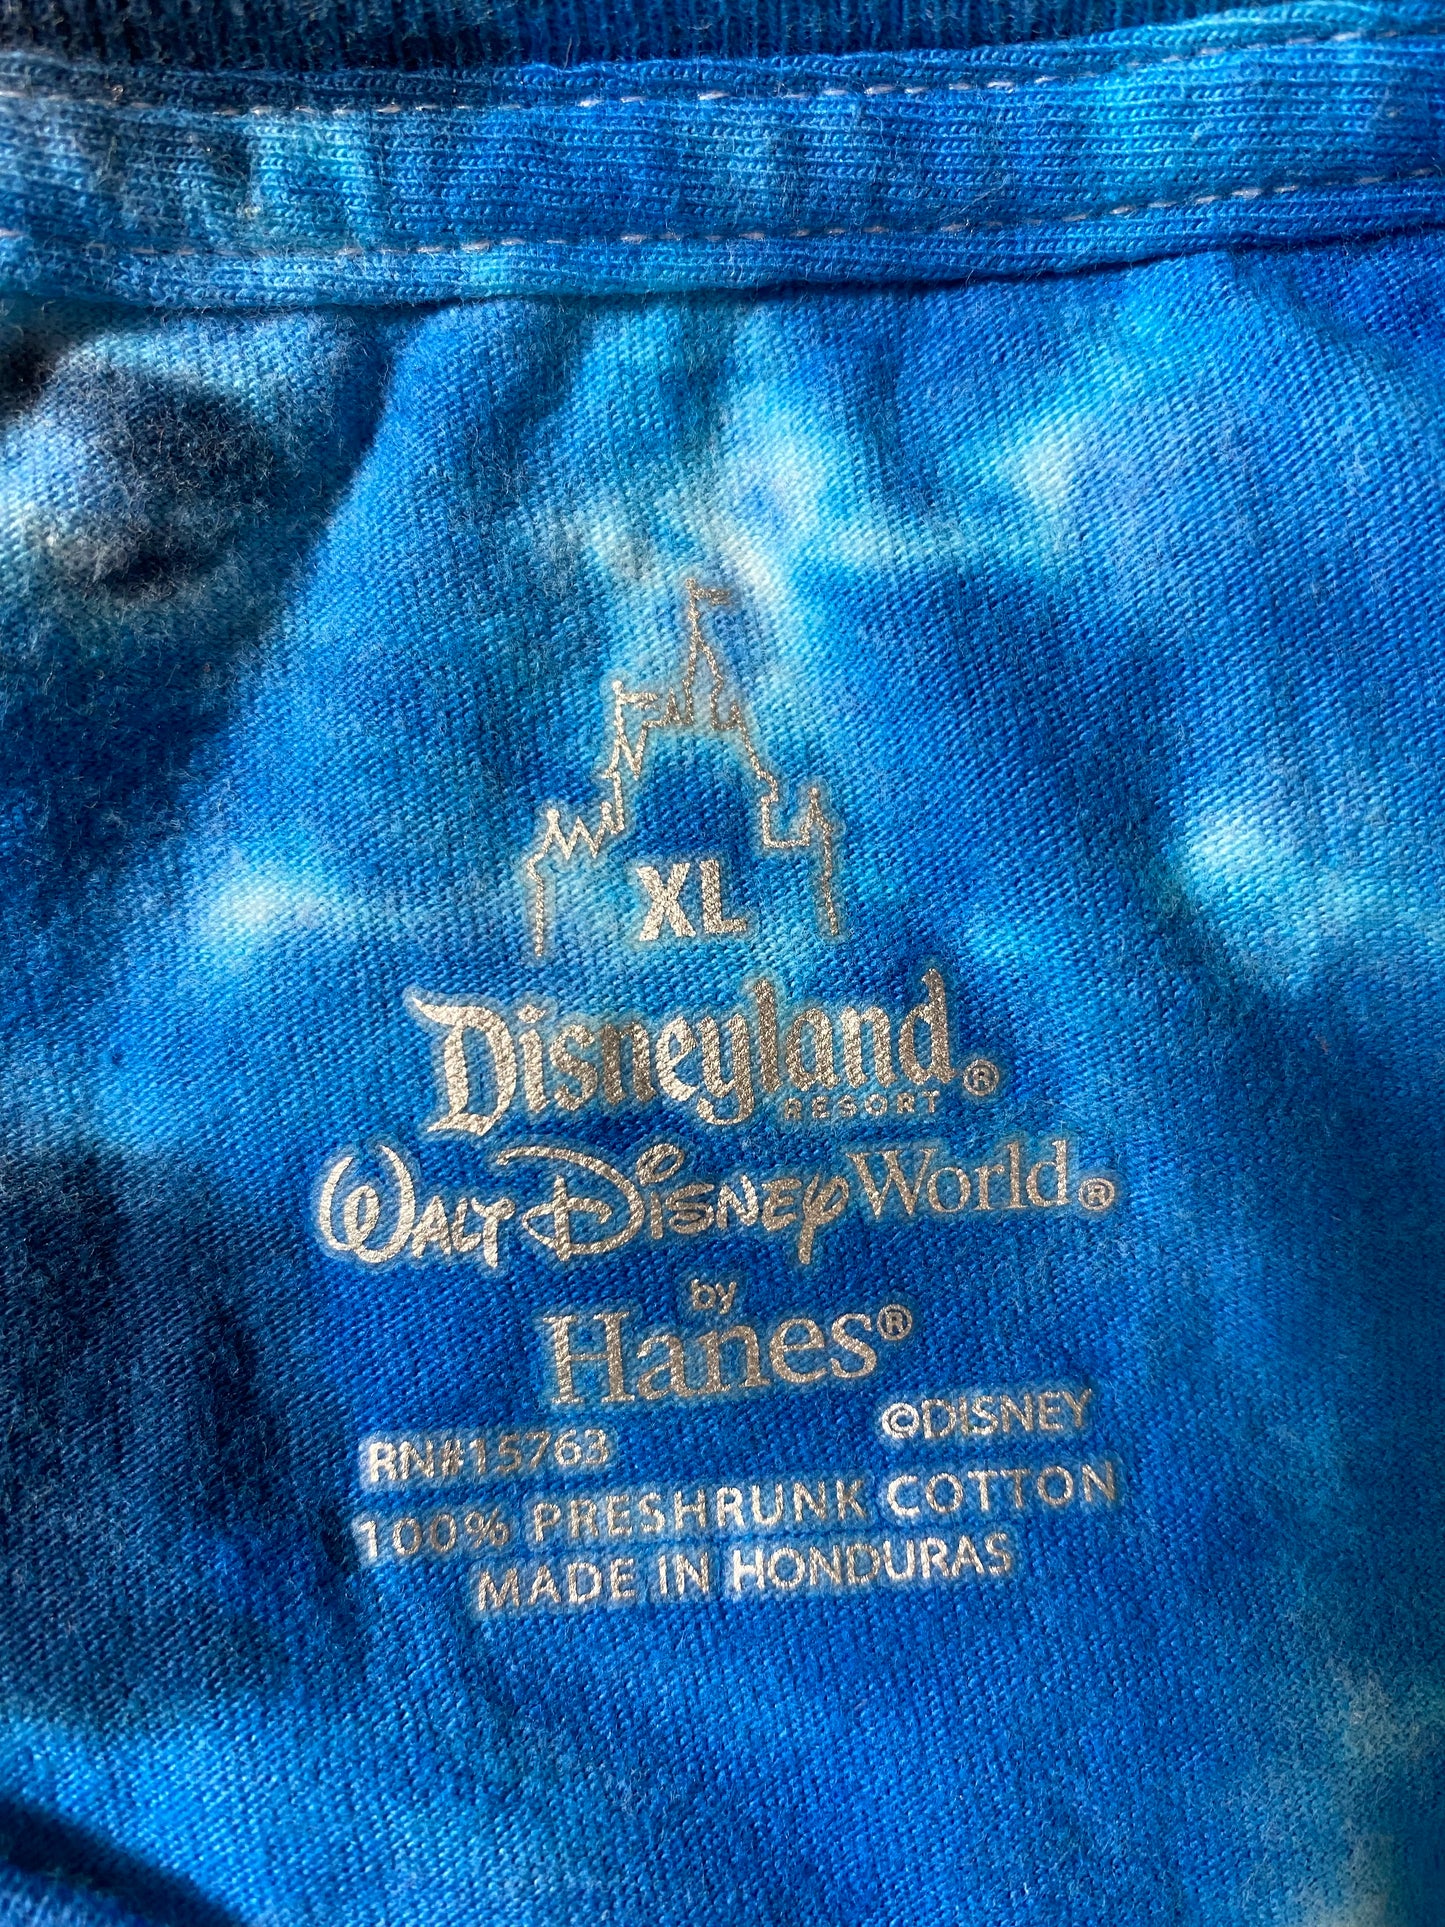 XL
Disneyland®
RESORT
WALT DISNEY World®
by
Hanes®
RN#15763 ©DISNEY
100% PRESHRUNK COTTON
MADE IN HONDURAS